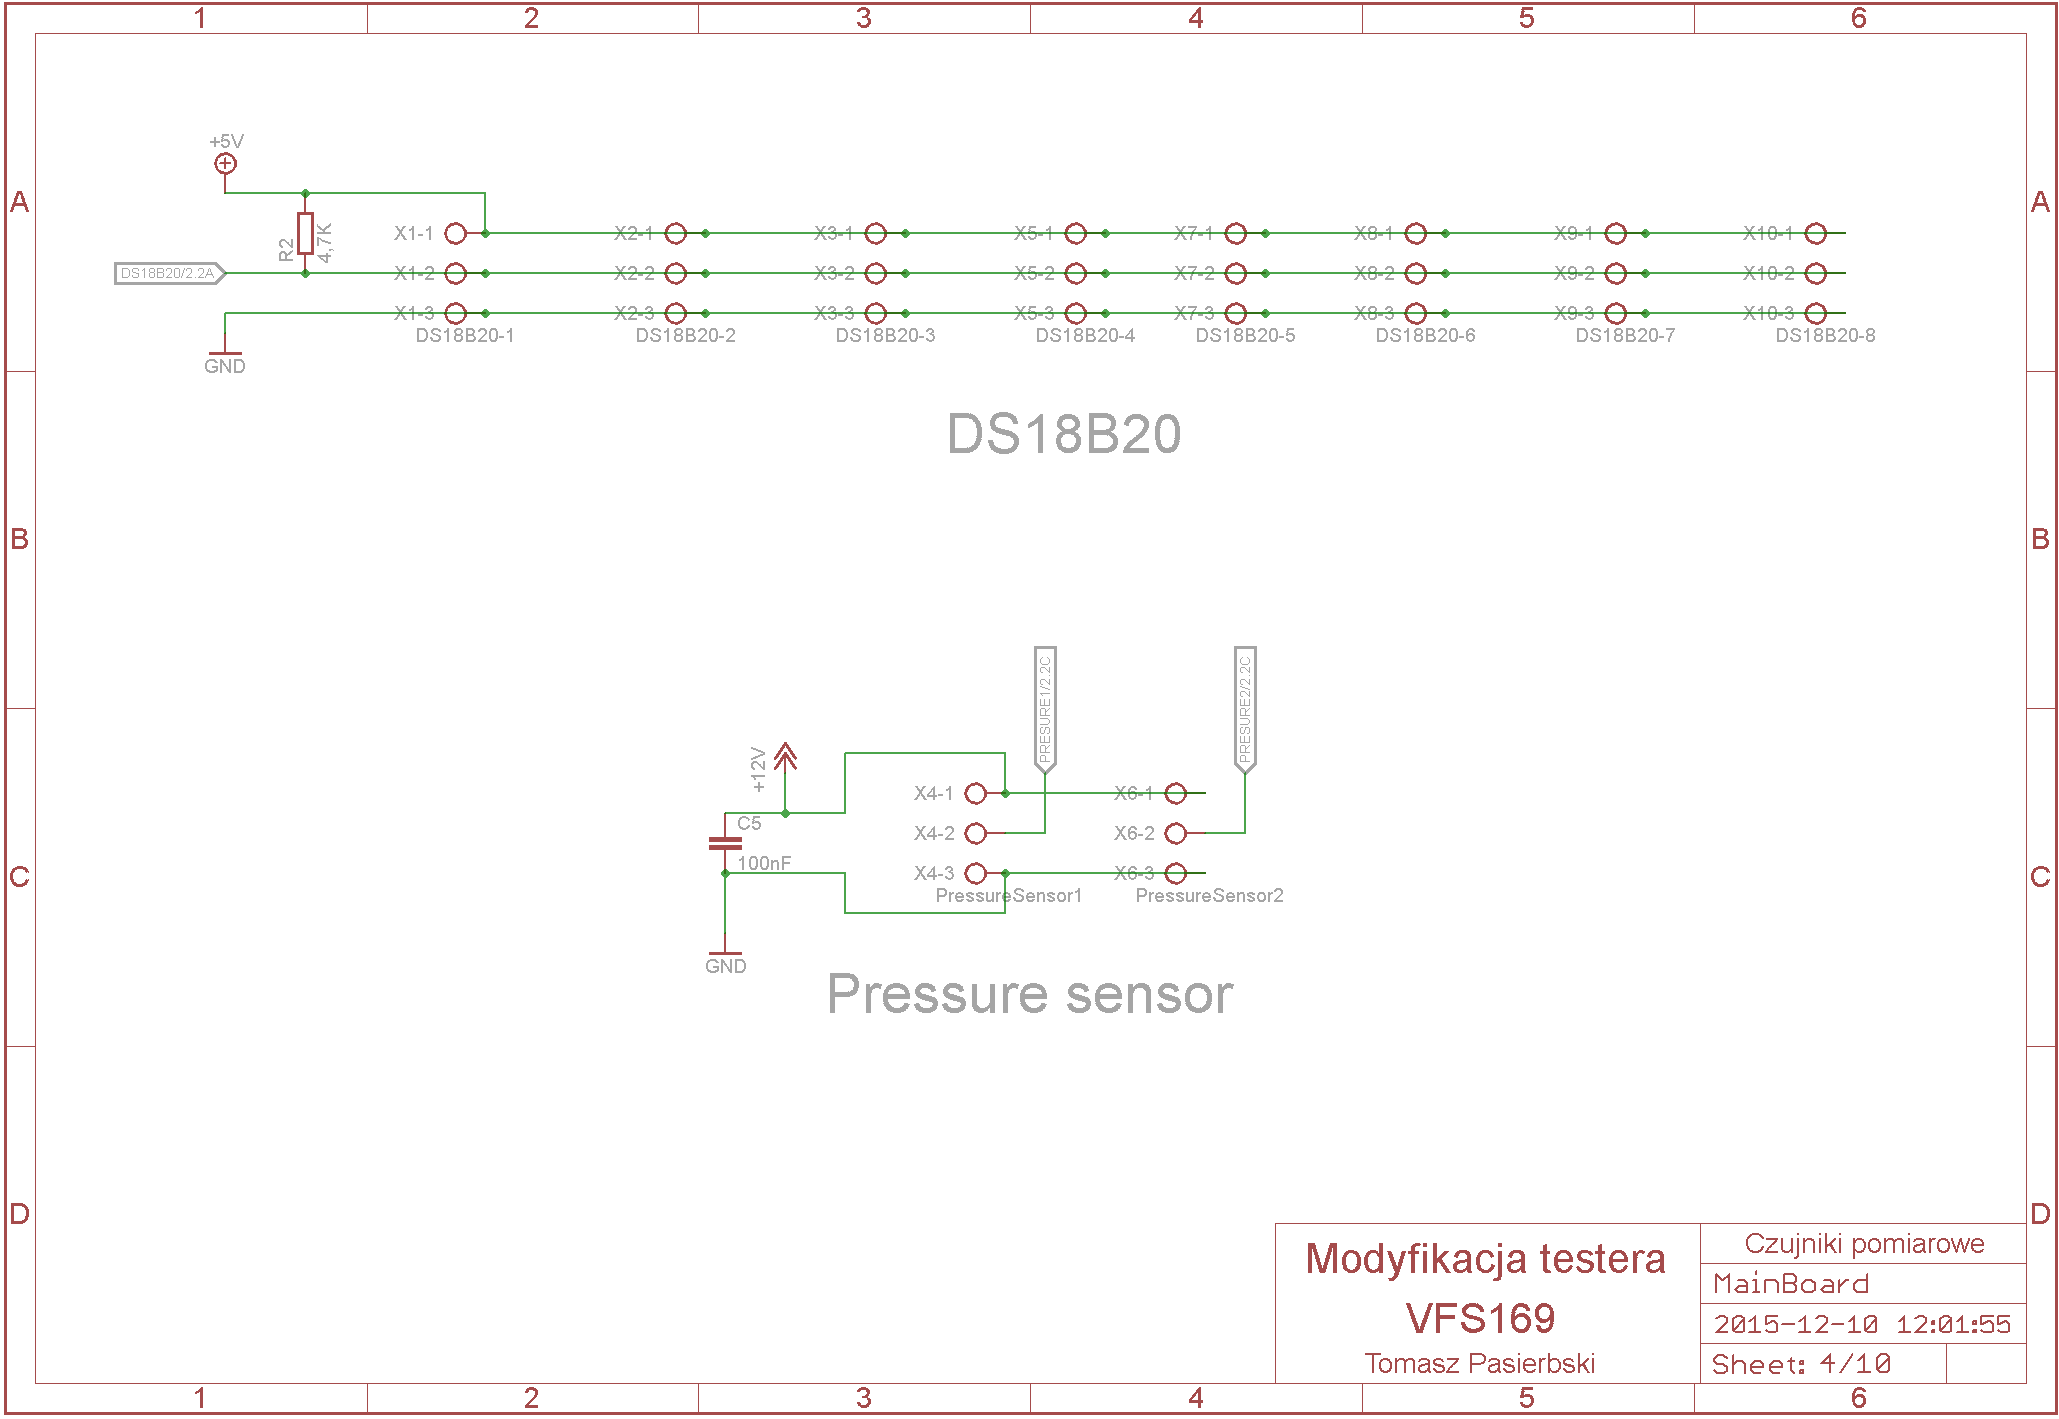 1 2 3 4 5 6
A A
+5V
R2
4,7K
X1-1 X2-1 X3-1 X5-1 X7-1 X8-1 X9-1 X10-1
DS18B20/2.2A X1-2 X2-2 X3-2 X5-2 X7-2 X8-2 X9-2 X10-2
X1-3 X2-3 X3-3 X5-3 X7-3 X8-3 X9-3 X10-3
DS18B20-1 DS18B20-2 DS18B20-3 DS18B20-4 DS18B20-5 DS18B20-6 DS18B20-7 DS18B20-8
GND
DS18B20
B B
PRESURE1/2.2C PRESURE2/2.2C
+12V
X4-1 X6-1
C5 X4-2 X6-2
100nF X4-3 X6-3
PressureSensor1 PressureSensor2
C C
GND
Pressure sensor
D D
Modyfikacja testera
VFS169
Tomasz Pasierbski
Czujniki pomiarowe
MainBoard
2015-12-10 12:01:55
Sheet: 4/10
1 2 3 4 5 6